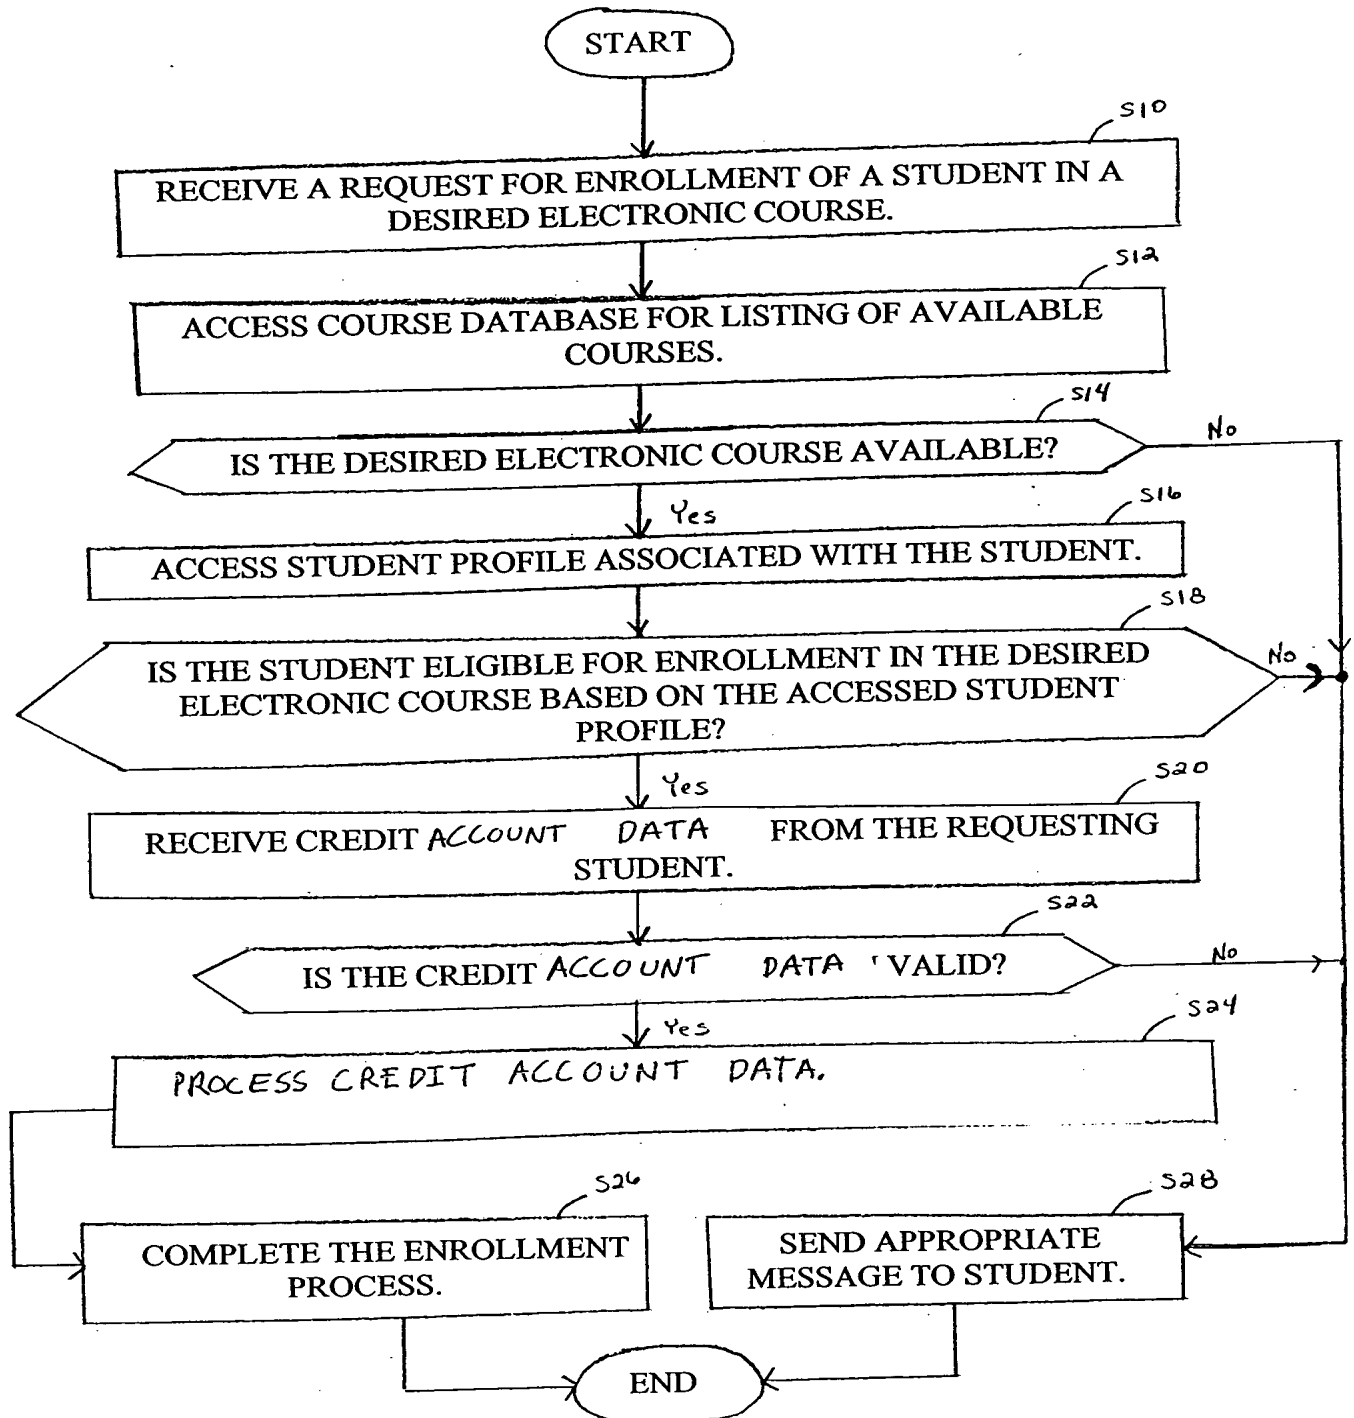 START
S10
RECEIVE A REQUEST FOR ENROLLMENT OF A STUDENT IN A
DESIRED ELECTRONIC COURSE.
S12
ACCESS COURSE DATABASE FOR LISTING OF AVAILABLE
COURSES.
S14
IS THE DESIRED ELECTRONIC COURSE AVAILABLE?
No
Yes
S16
ACCESS STUDENT PROFILE ASSOCIATED WITH THE STUDENT.
S18
IS THE STUDENT ELIGIBLE FOR ENROLLMENT IN THE DESIRED
ELECTRONIC COURSE BASED ON THE ACCESSED STUDENT
PROFILE?
No
Yes
S20
RECEIVE CREDIT ACCOUNT DATA FROM THE REQUESTING
STUDENT.
S22
IS THE CREDIT ACCOUNT DATA VALID?
No
Yes
S24
PROCESS CREDIT ACCOUNT DATA.
S26
COMPLETE THE ENROLLMENT
PROCESS.
S28
SEND APPROPRIATE
MESSAGE TO STUDENT.
END